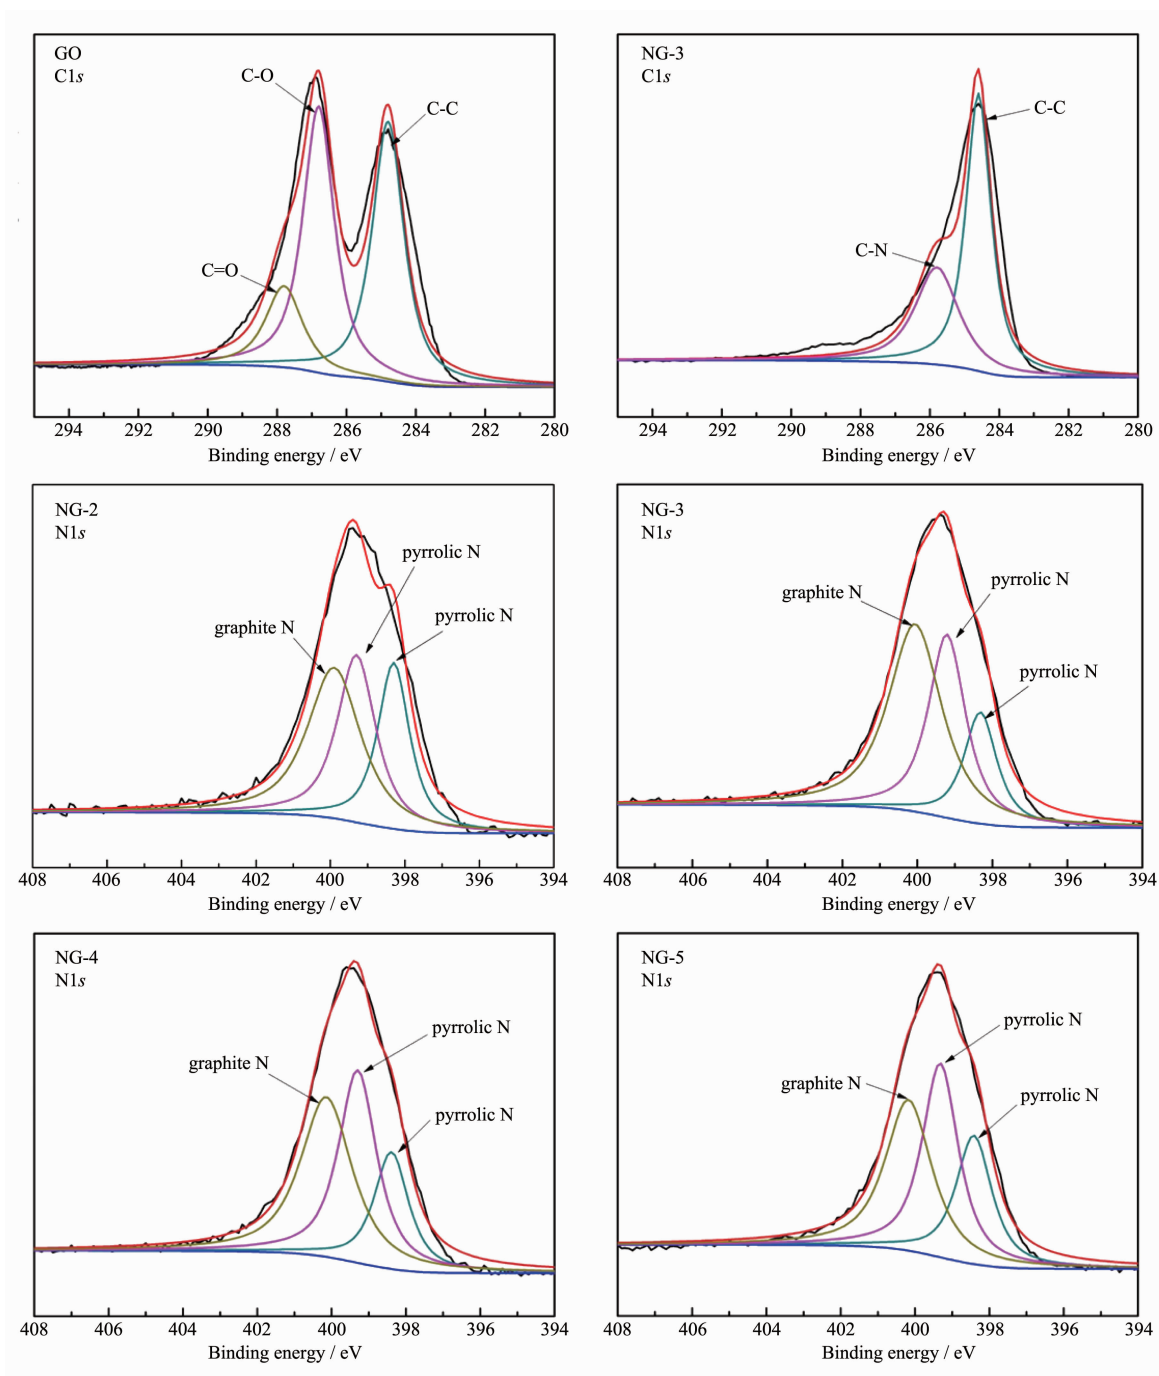 GO
C1s
C-O
C-C
C=O
294 292 290 288 286 284 282 280
Binding energy / eV
NG-3
C1s
C-C
C-N
294 292 290 288 286 284 282 280
Binding energy / eV
NG-2
N1s
pyrrolic N
pyrrolic N
graphite N
408 406 404 402 400 398 396 394
Binding energy / eV
NG-3
N1s
pyrrolic N
graphite N
pyrrolic N
408 406 404 402 400 398 396 394
Binding energy / eV
NG-4
N1s
pyrrolic N
graphite N
pyrrolic N
408 406 404 402 400 398 396 394
Binding energy / eV
NG-5
N1s
pyrrolic N
graphite N
pyrrolic N
408 406 404 402 400 398 396 394
Binding energy / eV